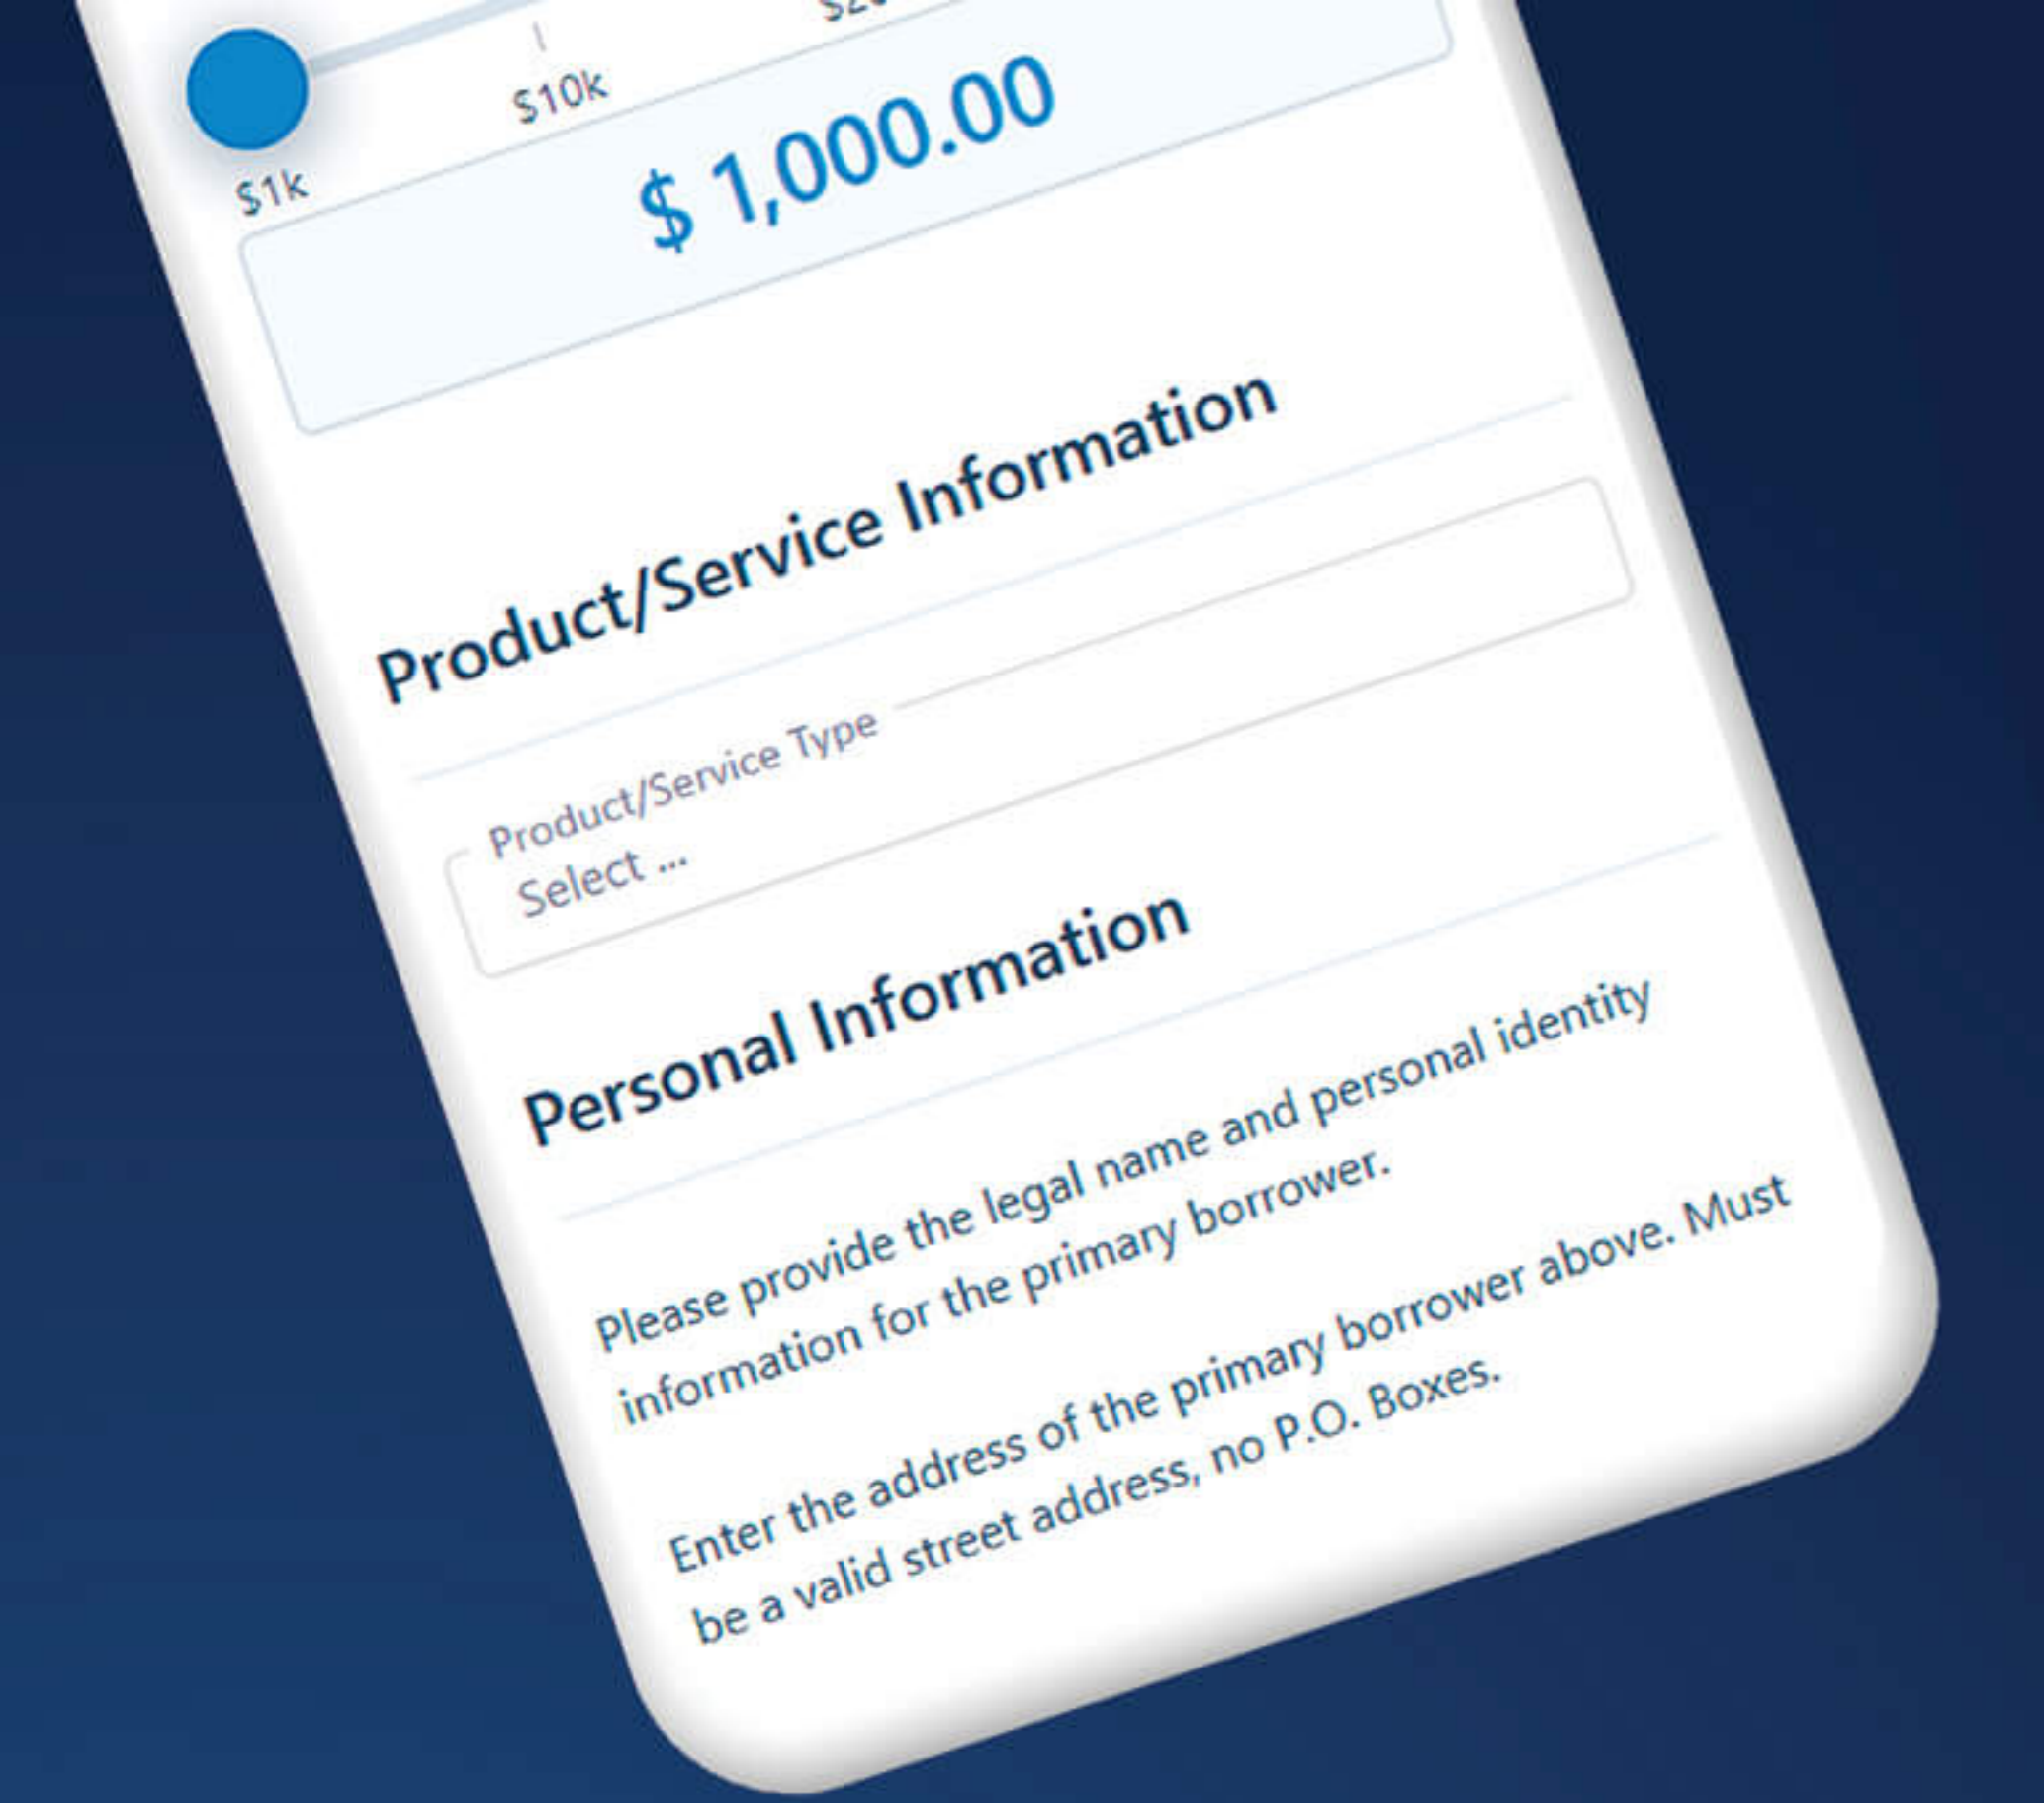 $10k
$1k
$ 1,000.00
Product/Service Information
Product/Service Type
Select ...
Personal Information
Please provide the legal name and personal identity
information for the primary borrower.
Enter the address of the primary borrower above. Must
be a valid street address, no P.O. Boxes.